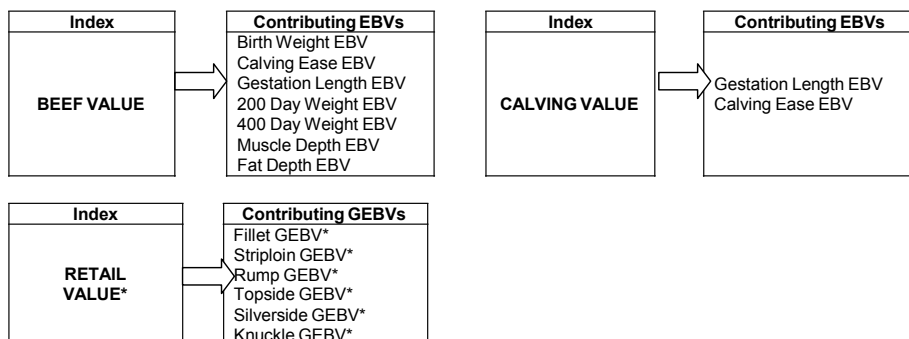 Index
Contributing EBVs
BEEF VALUE
Birth Weight EBV
Calving Ease EBV
Gestation Length EBV
200 Day Weight EBV
400 Day Weight EBV
Muscle Depth EBV
Fat Depth EBV
Index
Contributing EBVs
CALVING VALUE
Gestation Length EBV
Calving Ease EBV
Index
Contributing GEBVs
RETAIL
VALUE*
Fillet GEBV*
Striploin GEBV*
Rump GEBV*
Topside GEBV*
Silverside GEBV*
Knuckle GEBV*